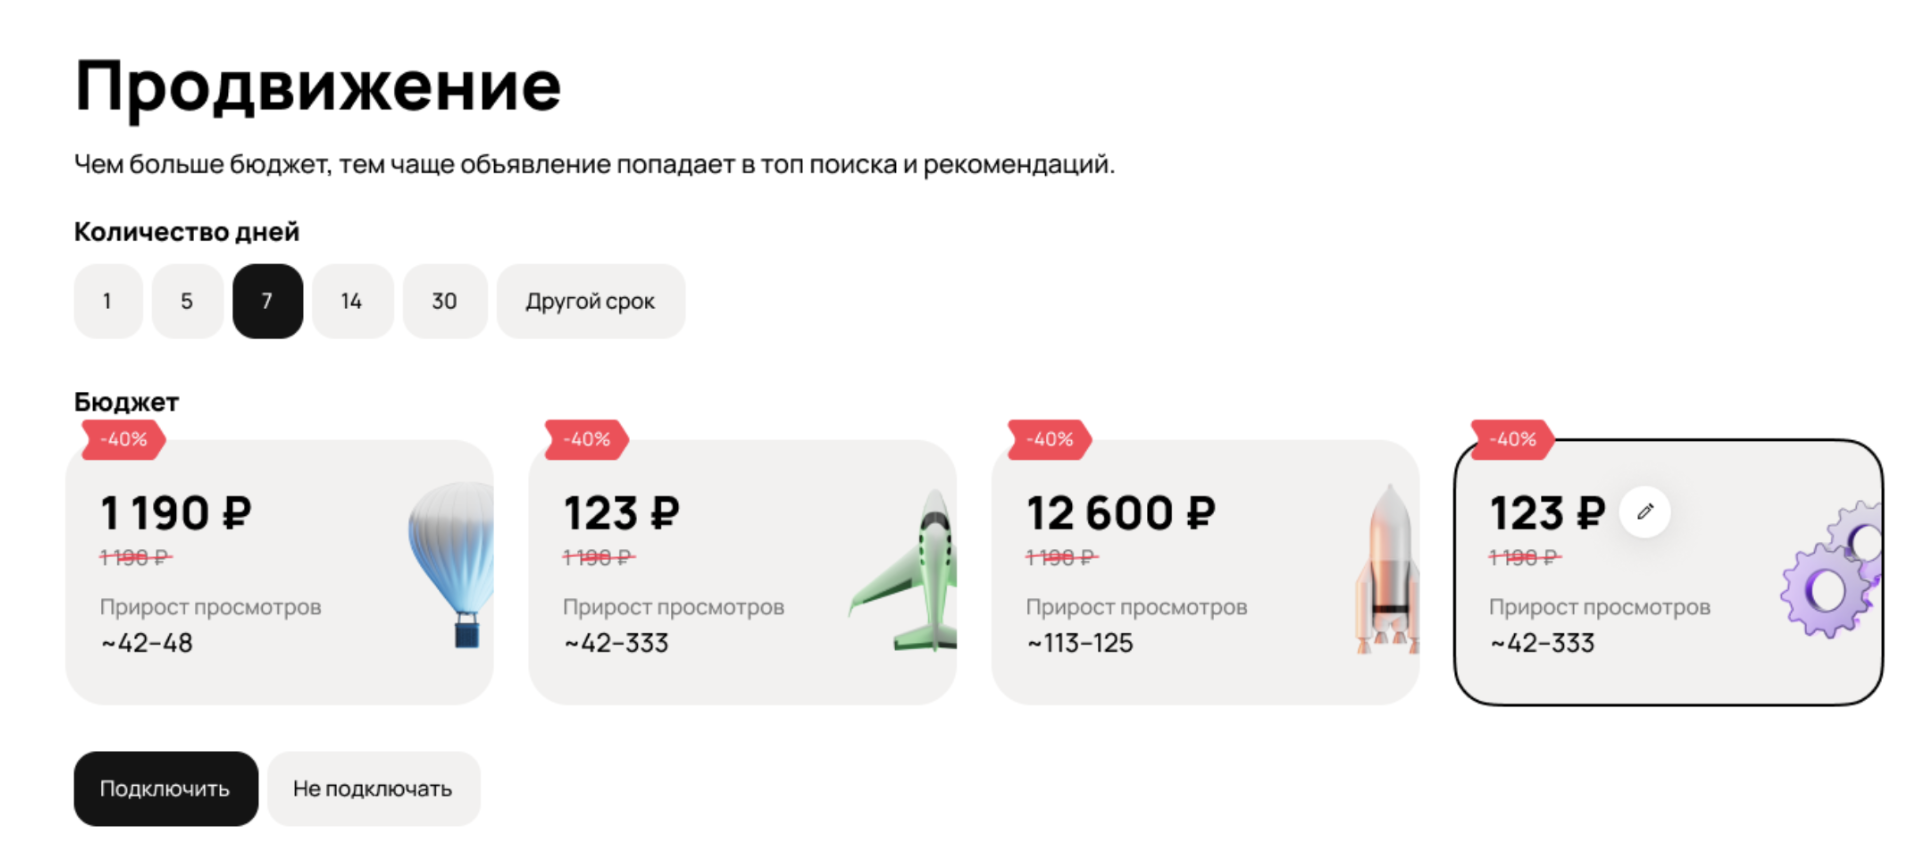 Продвижение
Чем больше бюджет, тем чаще объявление попадает в топ поиска и рекомендаций.
Количество дней
1 5 7 14 30 Другой срок
Бюджет
-40% -40% -40% -40%
1 190 ₽ 123 ₽ 12 600 ₽ 123 ₽
1 190 ₽ 1 190 ₽ 1 190 ₽ 1 190 ₽
Прирост просмотров Прирост просмотров Прирост просмотров Прирост просмотров
~42–48 ~42–333 ~113–125 ~42–333
Подключить Не подключать